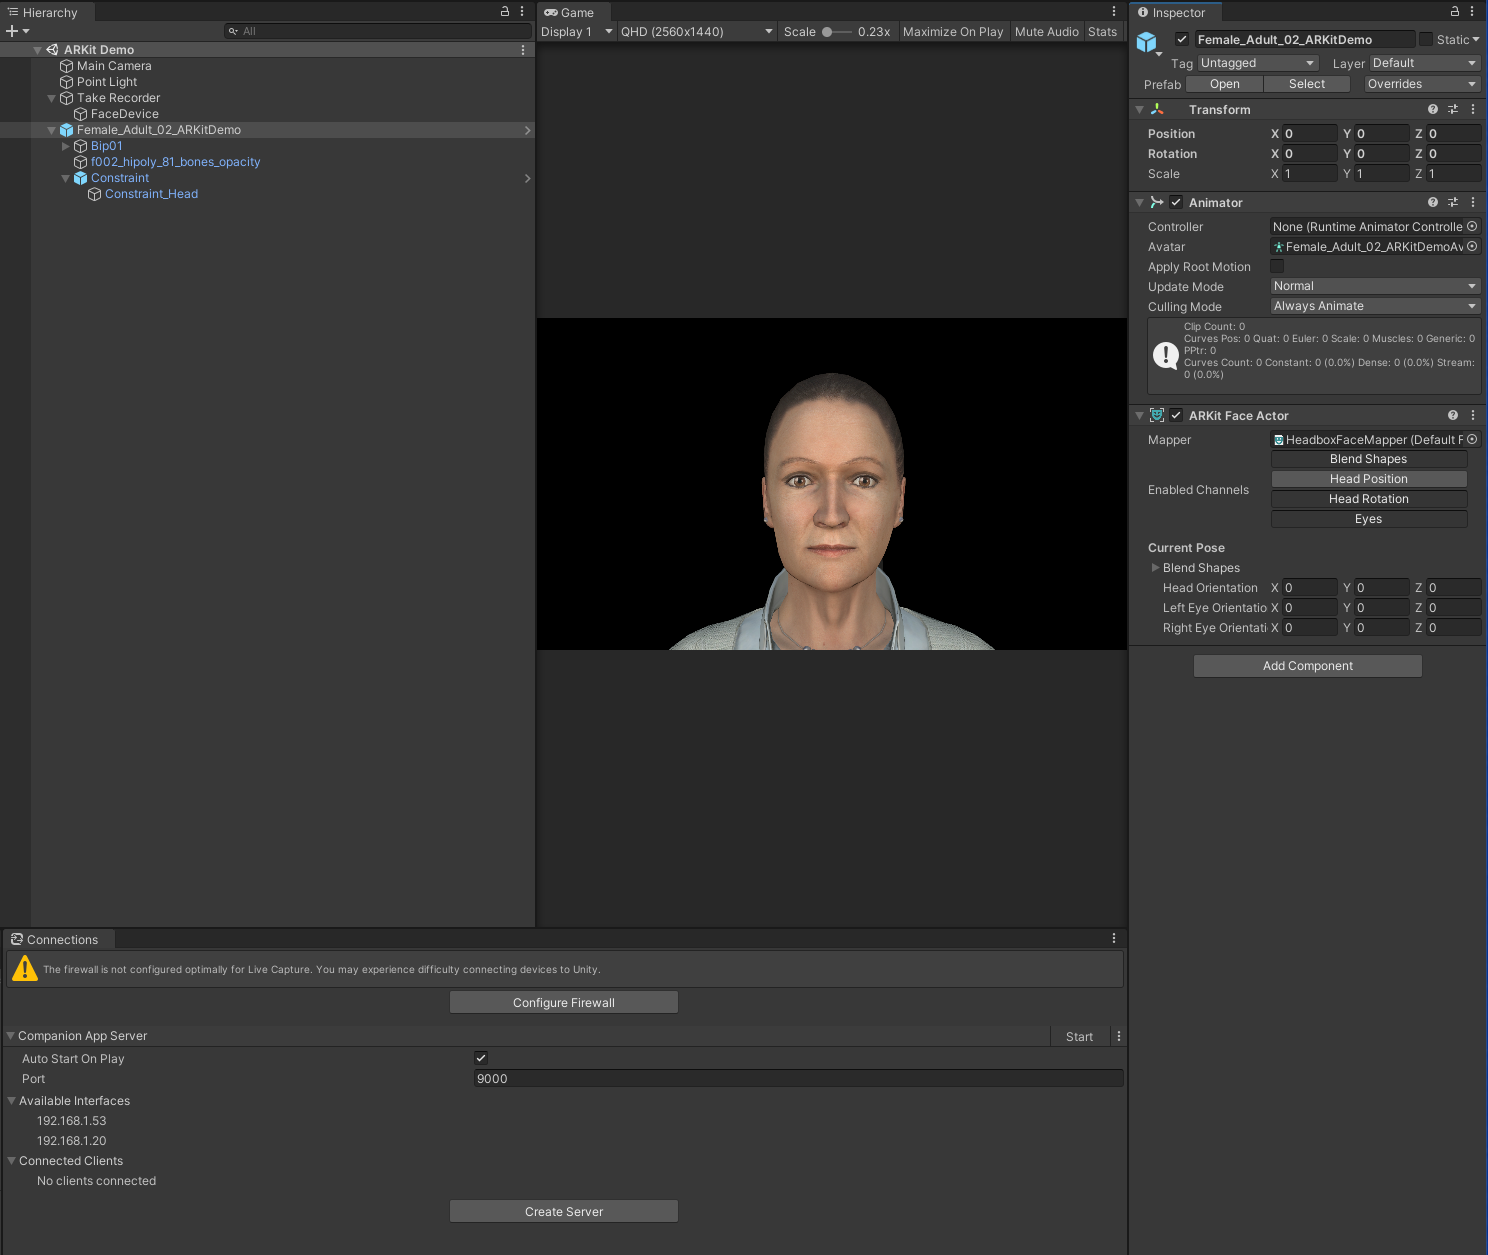 Hierarchy
All
ARKit Demo
Main Camera
Point Light
Take Recorder
FaceDevice
Female_Adult_02_ARKitDemo
Bip01
f002_hipoly_81_bones_opacity
Constraint
Constraint_Head
Game
Display 1 QHD (2560x1440) Scale 0.23x Maximize On Play Mute Audio Stats
Inspector
Female_Adult_02_ARKitDemo Static
Tag Untagged Layer Default
Prefab Open Select Overrides
Transform
Position X 0 Y 0 Z 0
Rotation X 0 Y 0 Z 0
Scale X 1 Y 1 Z 1
Animator
Controller None (Runtime Animator Controlle
Avatar Female_Adult_02_ARKitDemoAv
Apply Root Motion
Update Mode Normal
Culling Mode Always Animate
Clip Count: 0
Curves Pos: 0 Quat: 0 Euler: 0 Scale: 0 Muscles: 0 Generic: 0
PPtr: 0
Curves Count: 0 Constant: 0 (0.0%) Dense: 0 (0.0%) Stream:
0 (0.0%)
ARKit Face Actor
Mapper HeadboxFaceMapper (Default F
Enabled Channels
Blend Shapes
Head Position
Head Rotation
Eyes
Current Pose
Blend Shapes
Head Orientation X 0 Y 0 Z 0
Left Eye Orientatio X 0 Y 0 Z 0
Right Eye Orientati X 0 Y 0 Z 0
Add Component
Connections
The firewall is not configured optimally for Live Capture. You may experience difficulty connecting devices to Unity.
Configure Firewall
Companion App Server Start
Auto Start On Play
Port 9000
Available Interfaces
192.168.1.53
192.168.1.20
Connected Clients
No clients connected
Create Server